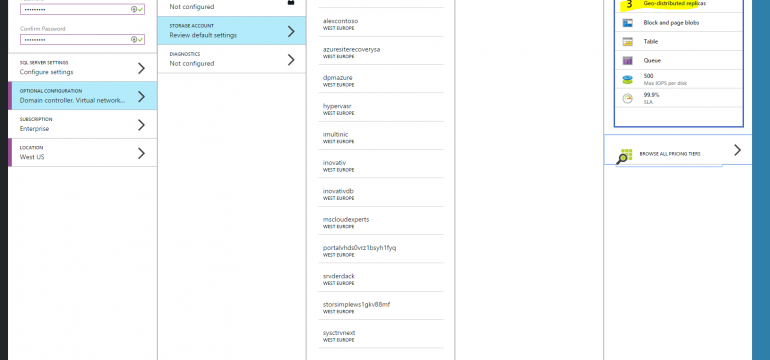 •••••••••
Confirm Password
•••••••••
SQL SERVER SETTINGS
Configure settings
OPTIONAL CONFIGURATION
Domain controller, Virtual network...
SUBSCRIPTION
Enterprise
LOCATION
West US
Not configured
STORAGE ACCOUNT
Review default settings
DIAGNOSTICS
Not configured
alexcontoso
WEST EUROPE
azuresiterecoverysa
WEST EUROPE
dpmazure
WEST EUROPE
hypervasr
WEST EUROPE
imultinic
WEST EUROPE
inovativ
WEST EUROPE
inovativdb
WEST EUROPE
mscloudexperts
WEST EUROPE
portalvhds0vrz1bsyh1fyq
WEST EUROPE
srvderdack
WEST EUROPE
storsimplews1gkv88mf
WEST EUROPE
sysctrvnext
WEST EUROPE
3 Geo-distributed replicas
Block and page blobs
Table
Queue
500
Max IOPS per disk
99.9%
SLA
BROWSE ALL PRICING TIERS